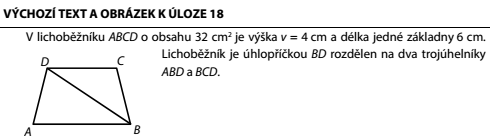 VÝCHOZÍ TEXT A OBRÁZEK K ÚLOZE 18
V lichoběžníku ABCD o obsahu 32 cm² je výška v = 4 cm a délka jedné základny 6 cm.
Lichoběžník je úhlopříčkou BD rozdělen na dva trojúhelníky
ABD a BCD.
D C
A B